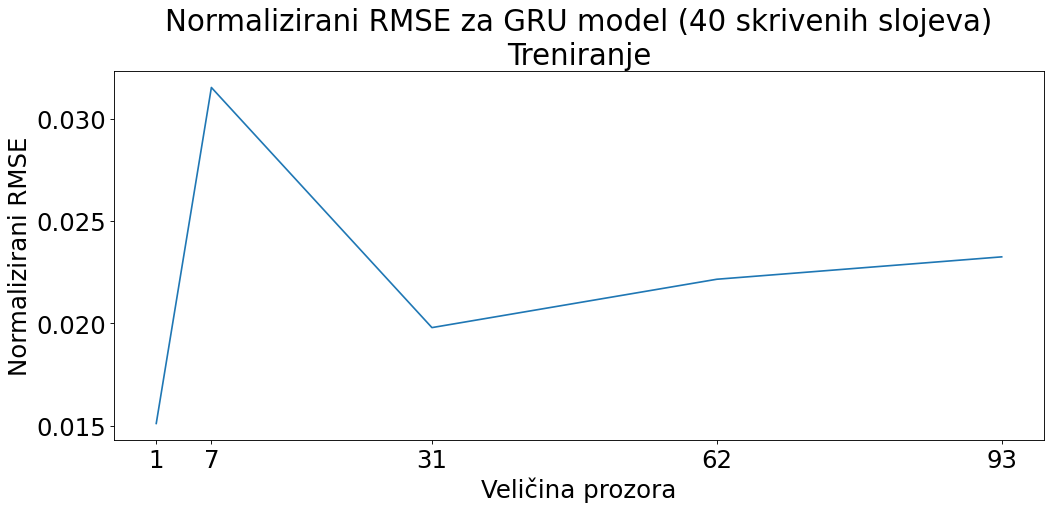 Normalizirani RMSE za GRU model (40 skrivenih slojeva)
Treniranje
Normalizirani RMSE
0.030
0.025
0.020
0.015
1 7 31 62 93
Veličina prozora